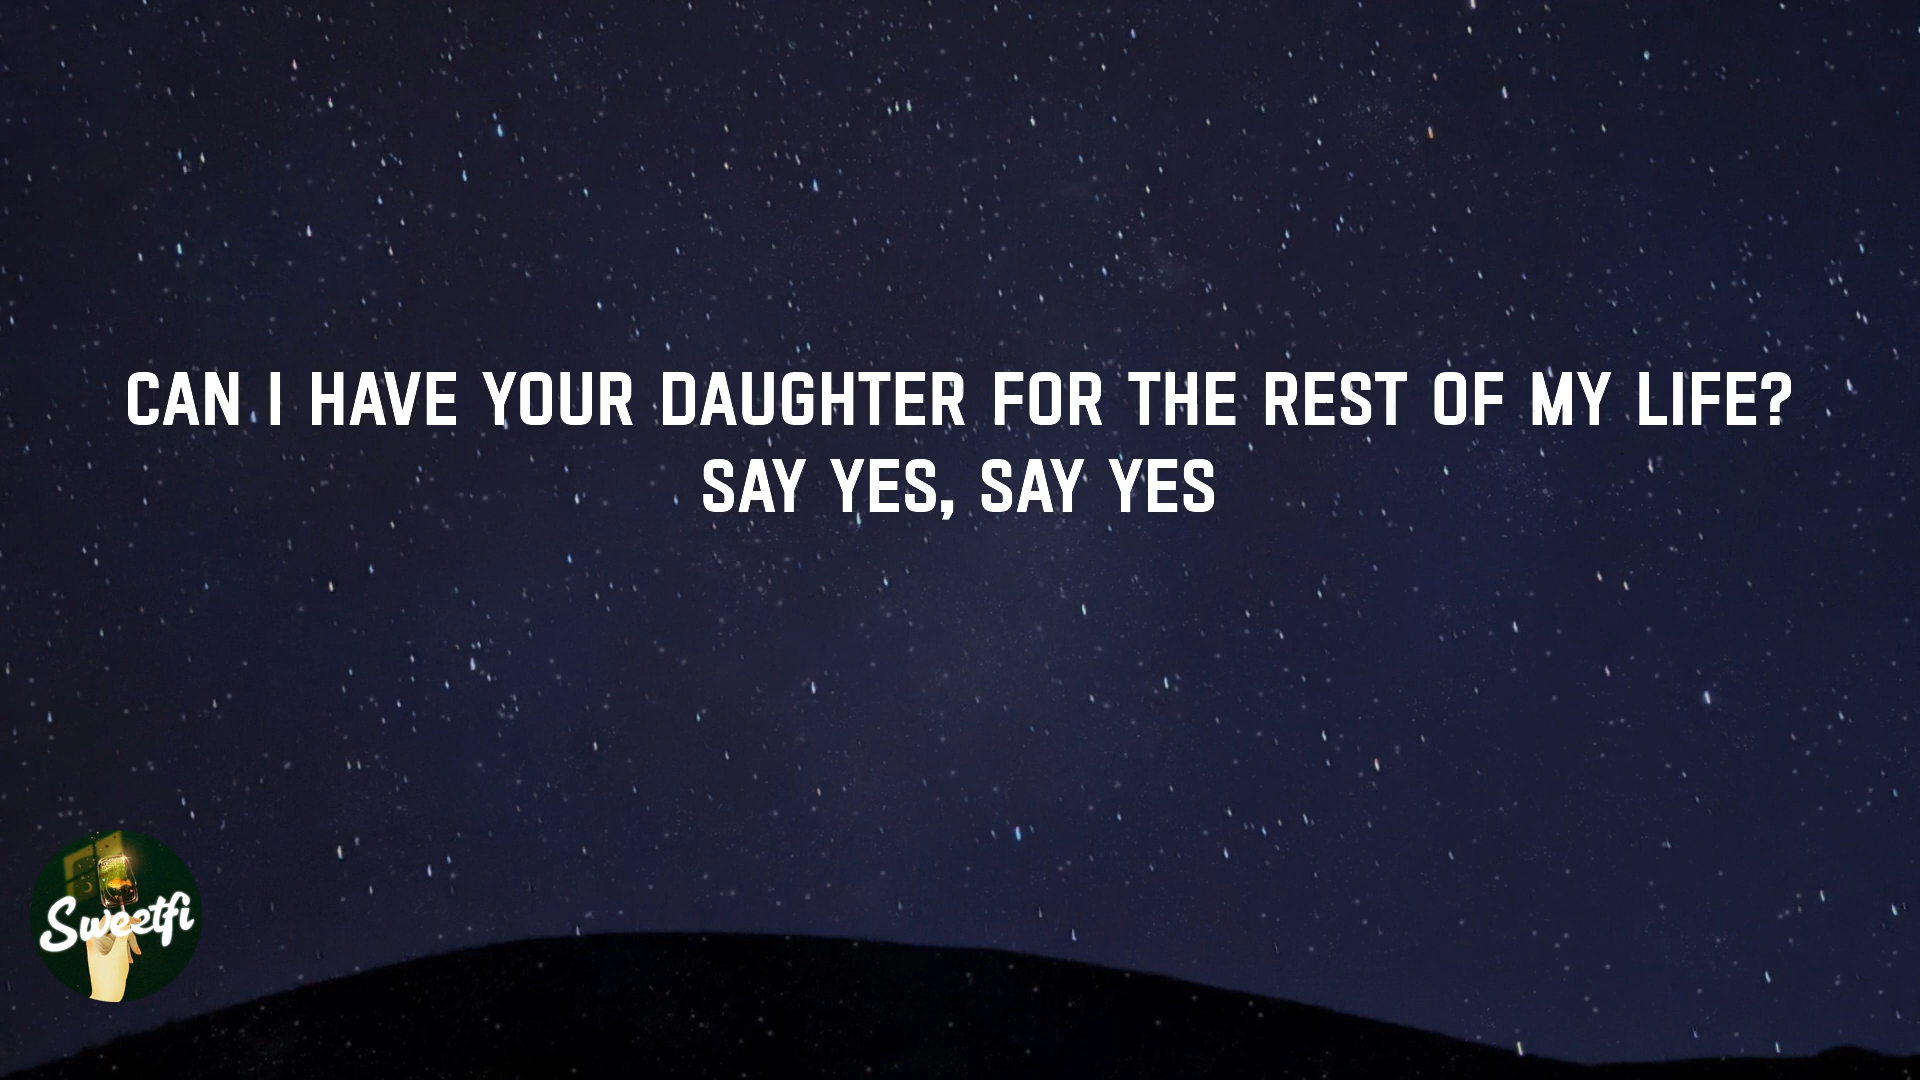 CAN I HAVE YOUR DAUGHTER FOR THE REST OF MY LIFE?
SAY YES, SAY YES
Sweetfi